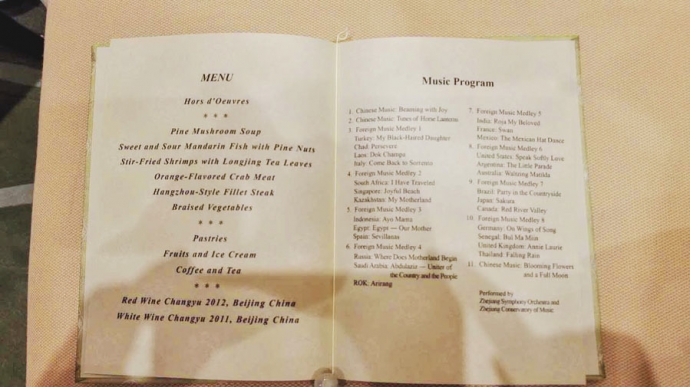 MENU
Hors d'Oeuvres
* * *
Pine Mushroom Soup
Sweet and Sour Mandarin Fish with Pine Nuts
Stir-Fried Shrimps with Longjing Tea Leaves
Orange-Flavored Crab Meat
Hangzhou-Style Fillet Steak
Braised Vegetables
* * *
Pastries
Fruits and Ice Cream
Coffee and Tea
* * *
Red Wine Changyu 2012, Beijing China
White Wine Changyu 2011, Beijing China
Music Program
1. Chinese Music: Beaming with Joy
2. Chinese Music: Tunes of Home Lantern
3. Foreign Music Medley 1
Turkey: My Black-Haired Daughter
Chad: Persevere
Laos: Dok Champa
Italy: Come Back to Sorrento
4. Foreign Music Medley 2
South Africa: I Have Traveled
Singapore: Joyful Beach
Kazakhstan: My Motherland
5. Foreign Music Medley 3
Indonesia: Ayo Mama
Egypt: Egypt — Our Mother
Spain: Sevillanas
6. Foreign Music Medley 4
Russia: Where Does Motherland Begin
Saudi Arabia: Abdulaziz — Uniter of
the Country and the People
ROK: Arirang
7. Foreign Music Medley 5
India: Roja My Beloved
France: Swan
Mexico: The Mexican Hat Dance
8. Foreign Music Medley 6
United States: Speak Softly Love
Argentina: The Little Parade
Australia: Waltzing Matilda
9. Foreign Music Medley 7
Brazil: Party in the Countryside
Japan: Sakura
Canada: Red River Valley
10. Foreign Music Medley 8
Germany: On Wings of Song
Senegal: Bul Ma Miin
United Kingdom: Annie Laurie
Thailand: Falling Rain
11. Chinese Music: Blooming Flowers
and a Full Moon
Performed by
Zhejiang Symphony Orchestra and
Zhejiang Conservatory of Music